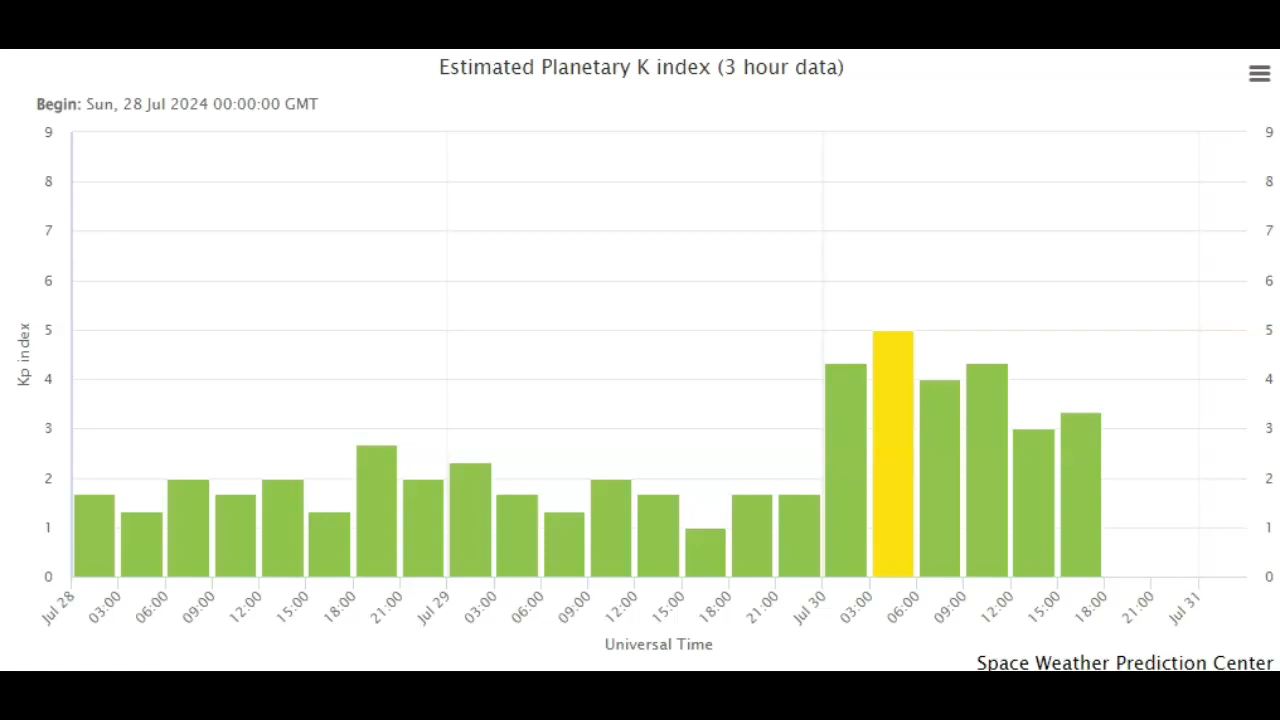 Estimated Planetary K index (3 hour data)
Begin: Sun, 28 Jul 2024 00:00:00 GMT
9 9
8 8
7 7
6 6
5 5
4 4
3 3
2 2
1 1
0 0
Kp index
Jul 28 03:00 06:00 09:00 12:00 15:00 18:00 21:00 Jul 29 03:00 06:00 09:00 12:00 15:00 18:00 21:00 Jul 30 03:00 06:00 09:00 12:00 15:00 18:00 21:00 Jul 31
Universal Time
Space Weather Prediction Center